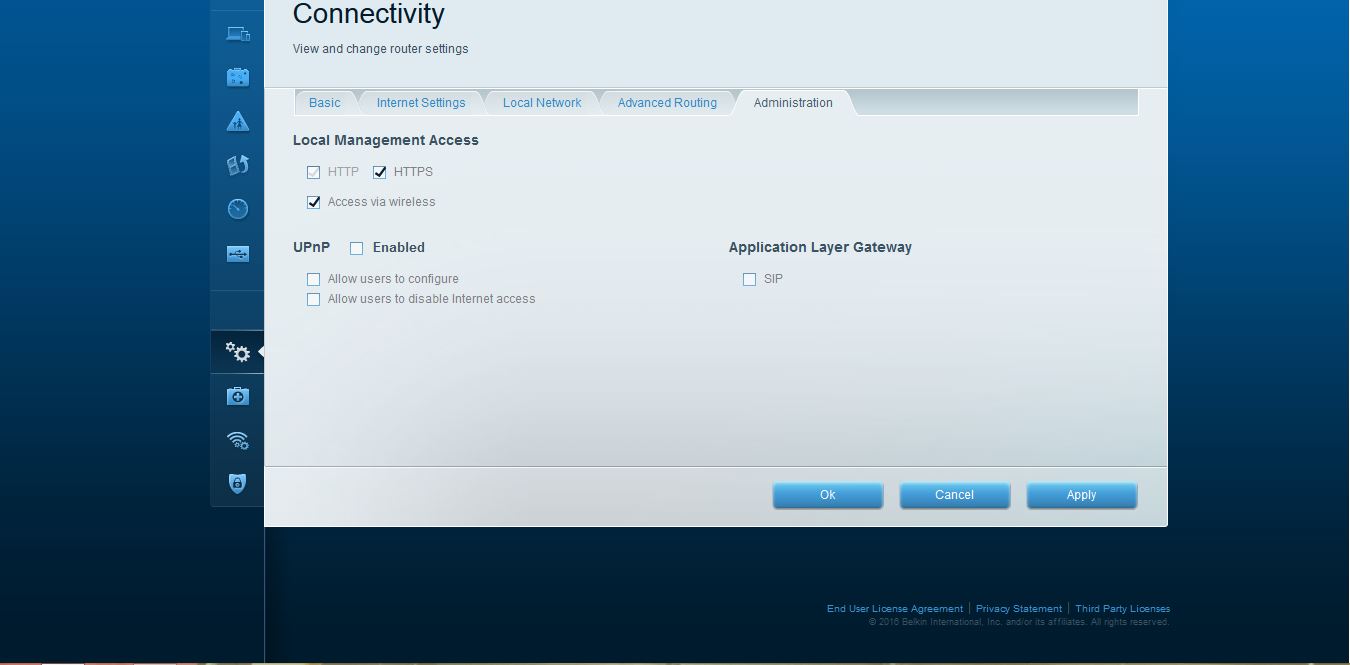 Connectivity
View and change router settings
Basic Internet Settings Local Network Advanced Routing Administration
Local Management Access
HTTP HTTPS
Access via wireless
UPnP Enabled Application Layer Gateway
Allow users to configure SIP
Allow users to disable Internet access
Ok Cancel Apply
End User License Agreement | Privacy Statement | Third Party Licenses
© 2016 Belkin International, Inc. and/or its affiliates. All rights reserved.